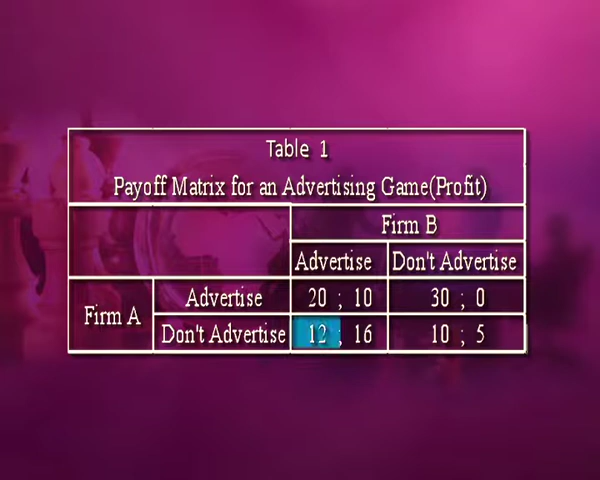 Table 1
Payoff Matrix for an Advertising Game(Profit)
Firm B
Advertise Don't Advertise
Firm A Advertise 20 ; 10 30 ; 0
Don't Advertise 12 ; 16 10 ; 5